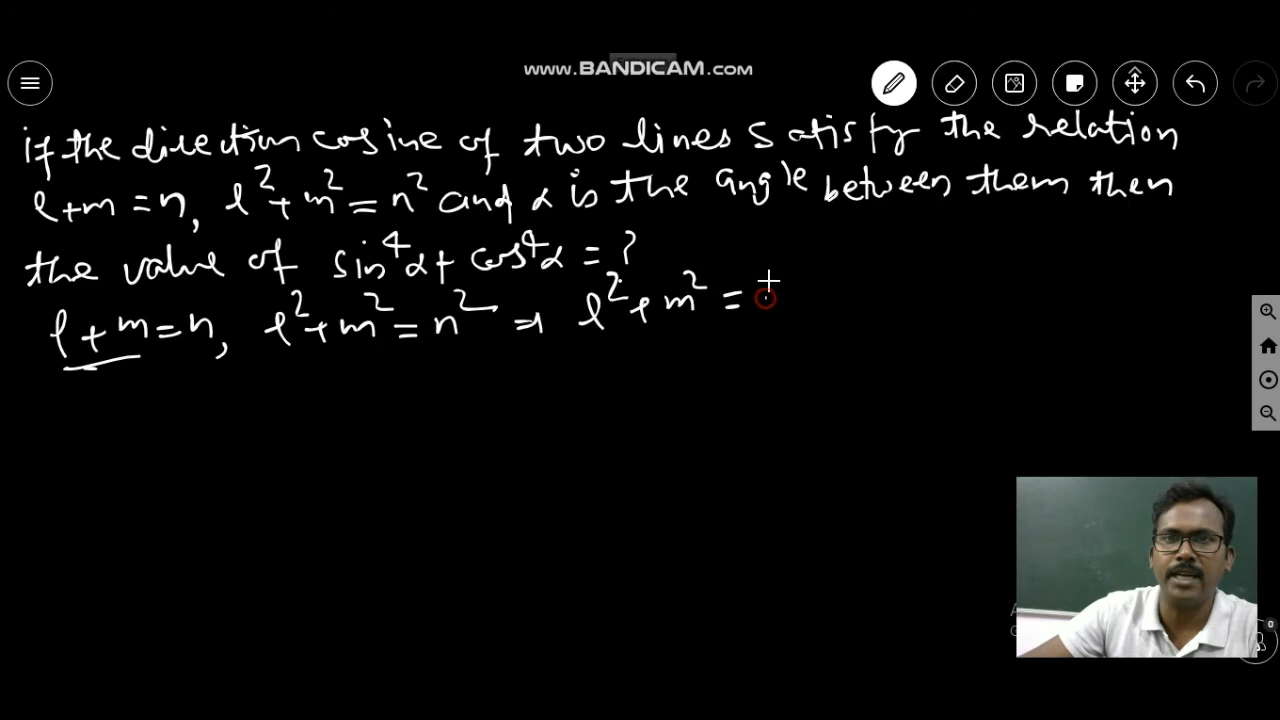 www.BANDICAM.com
if the direction cosine of two lines satisfy the relation
l+m=n, l²+m²=n² and α is the angle between them then
the value of sin⁴α+cos⁴α=?
l+m=n, l²+m²=n² ⇒ l²+m²=